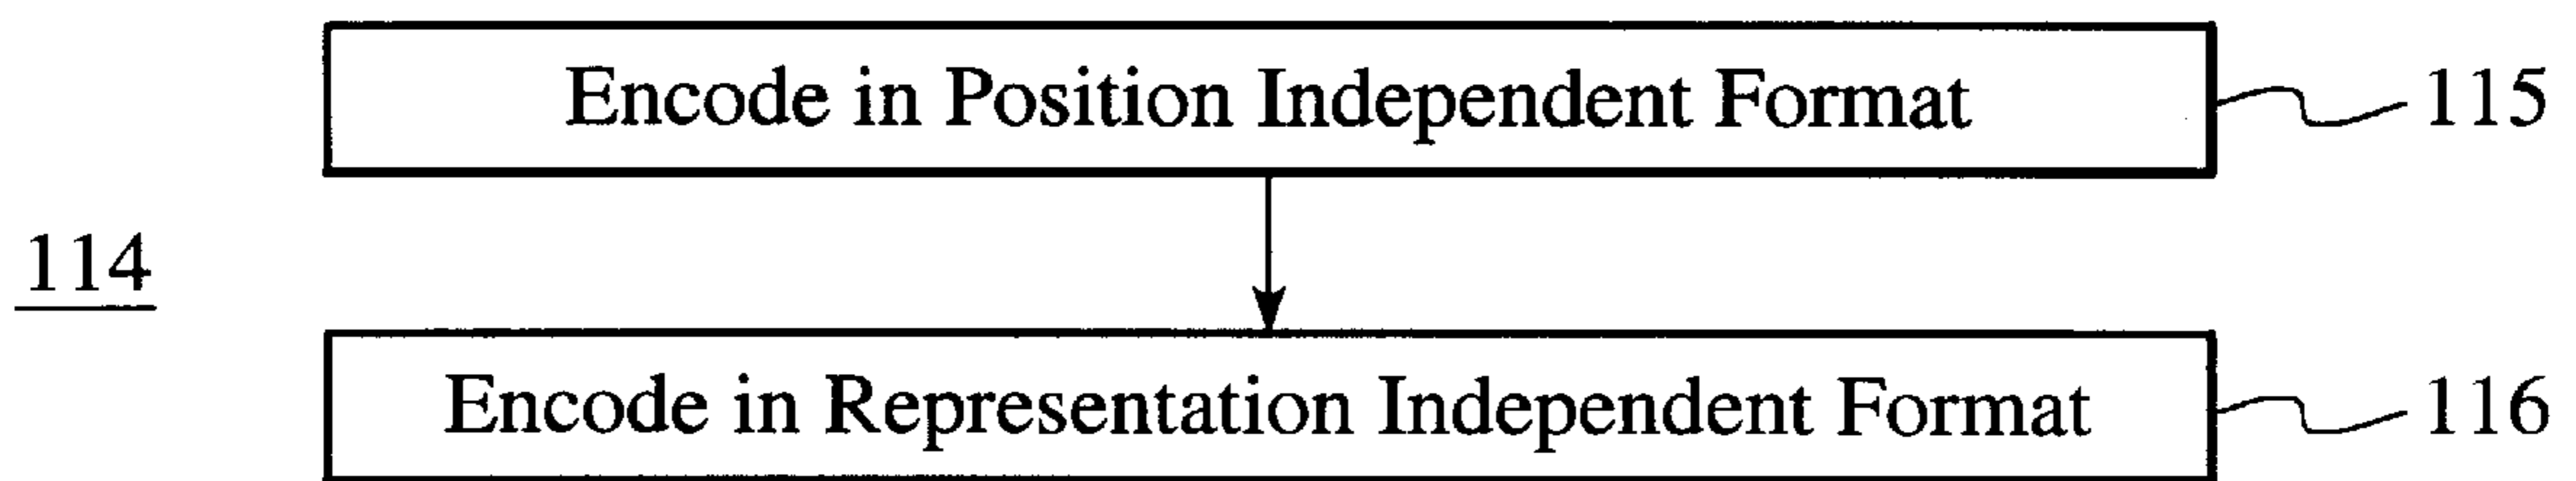 Encode in Position Independent Format 115
114
Encode in Representation Independent Format 116